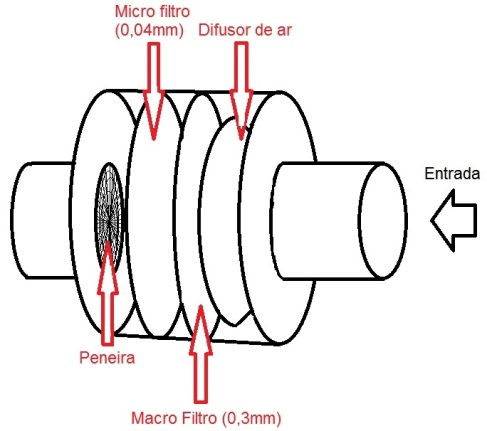 Micro filtro
(0,04mm)
Difusor de ar
Entrada
Peneira
Macro Filtro (0,3mm)